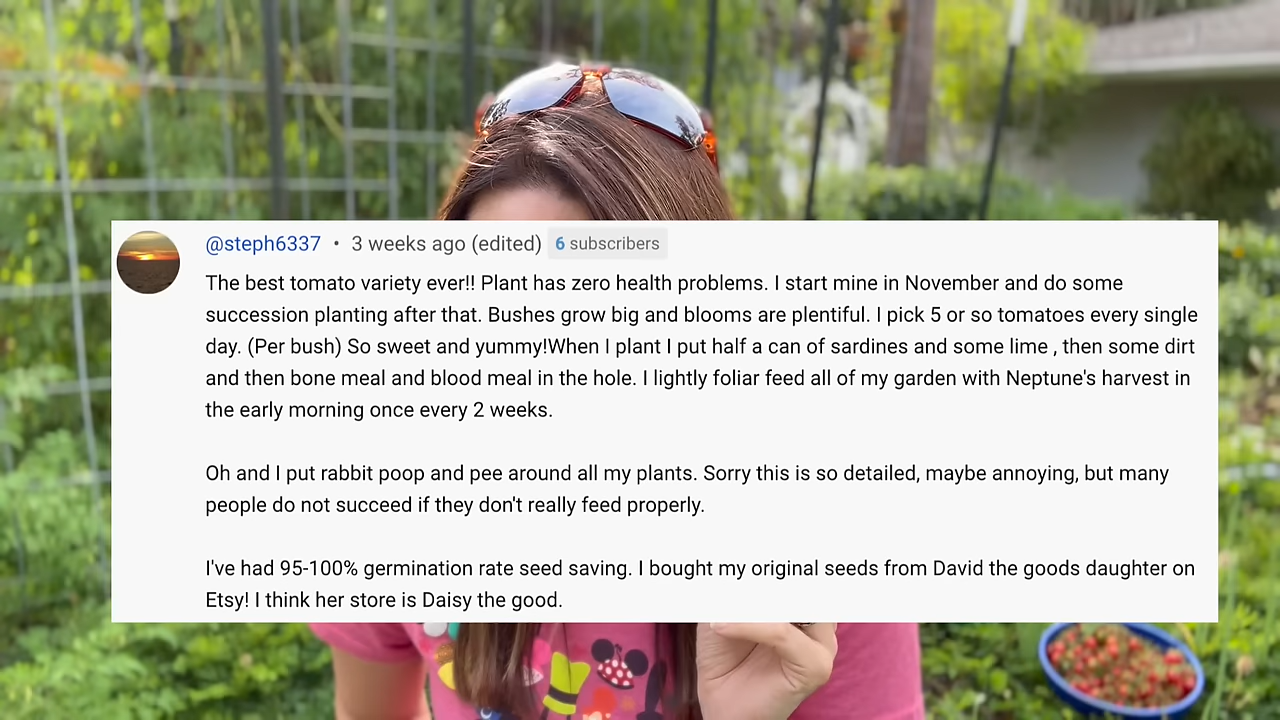 @steph6337 • 3 weeks ago (edited) 6 subscribers
The best tomato variety ever!! Plant has zero health problems. I start mine in November and do some
succession planting after that. Bushes grow big and blooms are plentiful. I pick 5 or so tomatoes every single
day. (Per bush) So sweet and yummy!When I plant I put half a can of sardines and some lime , then some dirt
and then bone meal and blood meal in the hole. I lightly foliar feed all of my garden with Neptune's harvest in
the early morning once every 2 weeks.
Oh and I put rabbit poop and pee around all my plants. Sorry this is so detailed, maybe annoying, but many
people do not succeed if they don't really feed properly.
I've had 95-100% germination rate seed saving. I bought my original seeds from David the goods daughter on
Etsy! I think her store is Daisy the good.